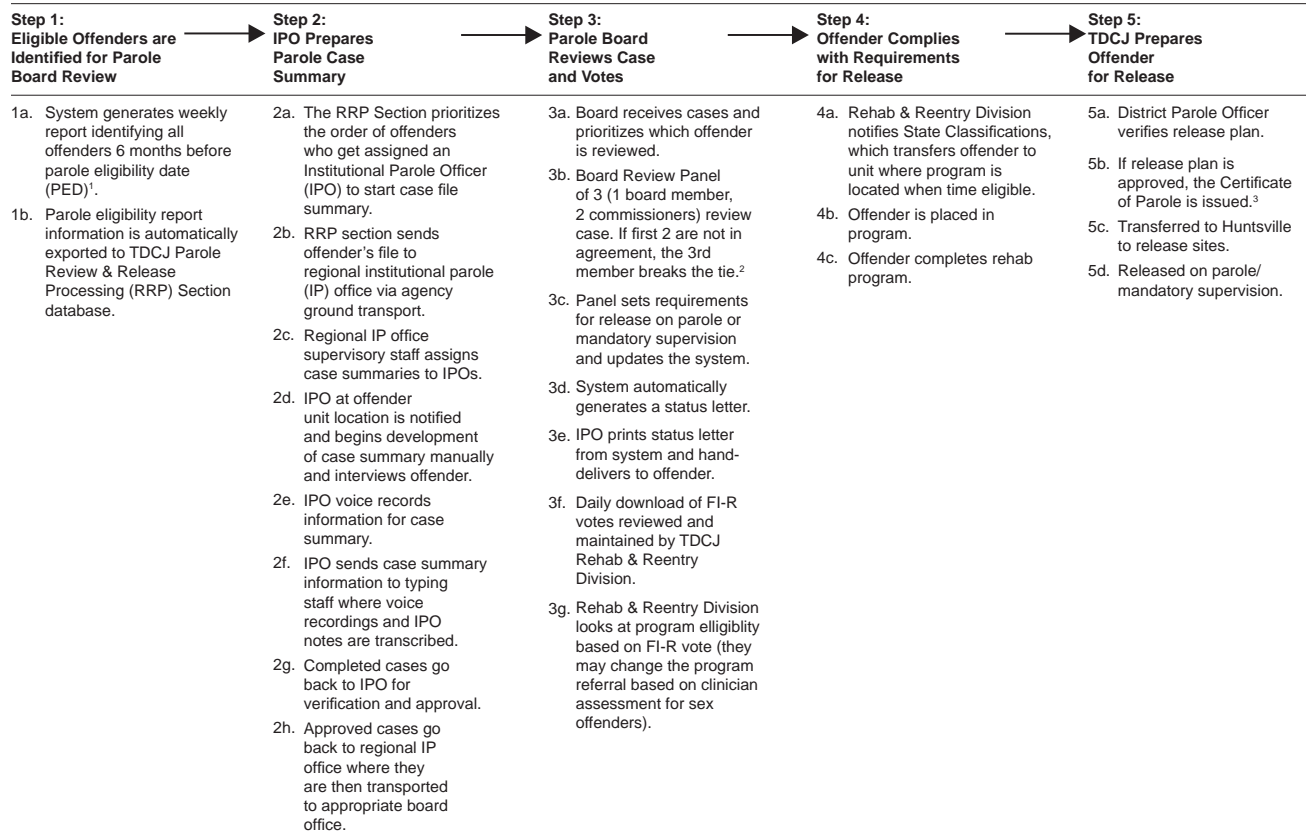 Step 1:
Eligible Offenders are
Identified for Parole
Board Review
1a. System generates weekly
report identifying all
offenders 6 months before
parole eligibility date
(PED)1.
1b. Parole eligibility report
information is automatically
exported to TDCJ Parole
Review & Release
Processing (RRP) Section
database.
Step 2:
IPO Prepares
Parole Case
Summary
2a. The RRP Section prioritizes
the order of offenders
who get assigned an
Institutional Parole Officer
(IPO) to start case file
summary.
2b. RRP section sends
offender's file to
regional institutional parole
(IP) office via agency
ground transport.
2c. Regional IP office
supervisory staff assigns
case summaries to IPOs.
2d. IPO at offender
unit location is notified
and begins development
of case summary manually
and interviews offender.
2e. IPO voice records
information for case
summary.
2f. IPO sends case summary
information to typing
staff where voice
recordings and IPO
notes are transcribed.
2g. Completed cases go
back to IPO for
verification and approval.
2h. Approved cases go
back to regional IP
office where they
are then transported
to appropriate board
office.
Step 3:
Parole Board
Reviews Case
and Votes
3a. Board receives cases and
prioritizes which offender
is reviewed.
3b. Board Review Panel
of 3 (1 board member,
2 commissioners) review
case. If first 2 are not in
agreement, the 3rd
member breaks the tie.2
3c. Panel sets requirements
for release on parole or
mandatory supervision
and updates the system.
3d. System automatically
generates a status letter.
3e. IPO prints status letter
from system and hand-
delivers to offender.
3f. Daily download of FI-R
votes reviewed and
maintained by TDCJ
Rehab & Reentry
Division.
3g. Rehab & Reentry Division
looks at program elligiblity
based on FI-R vote (they
may change the program
referral based on clinician
assessment for sex
offenders).
Step 4:
Offender Complies
with Requirements
for Release
4a. Rehab & Reentry Division
notifies State Classifications,
which transfers offender to
unit where program is
located when time eligible.
4b. Offender is placed in
program.
4c. Offender completes rehab
program.
Step 5:
TDCJ Prepares
Offender
for Release
5a. District Parole Officer
verifies release plan.
5b. If release plan is
approved, the Certificate
of Parole is issued.3
5c. Transferred to Huntsville
to release sites.
5d. Released on parole/
mandatory supervision.